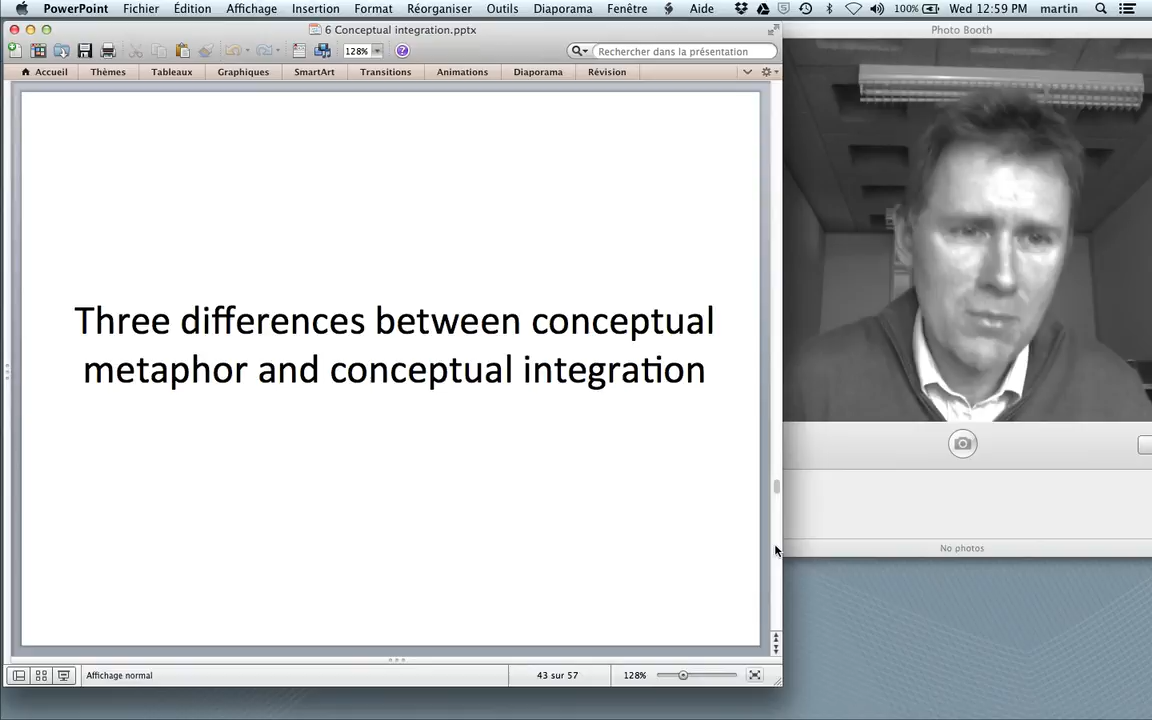 PowerPoint Fichier Édition Affichage Insertion Format Réorganiser Outils Diaporama Fenêtre Aide 100% Wed 12:59 PM martin
6 Conceptual integration.pptx
Photo Booth
128% Rechercher dans la présentation
Accueil Thèmes Tableaux Graphiques SmartArt Transitions Animations Diaporama Révision
Three differences between conceptual
metaphor and conceptual integration
No photos
Affichage normal 43 sur 57 128%